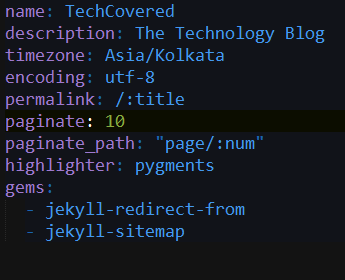 name: TechCovered
description: The Technology Blog
timezone: Asia/Kolkata
encoding: utf-8
permalink: /:title
paginate: 10
paginate_path: "page/:num"
highlighter: pygments
gems:
  - jekyll-redirect-from
  - jekyll-sitemap